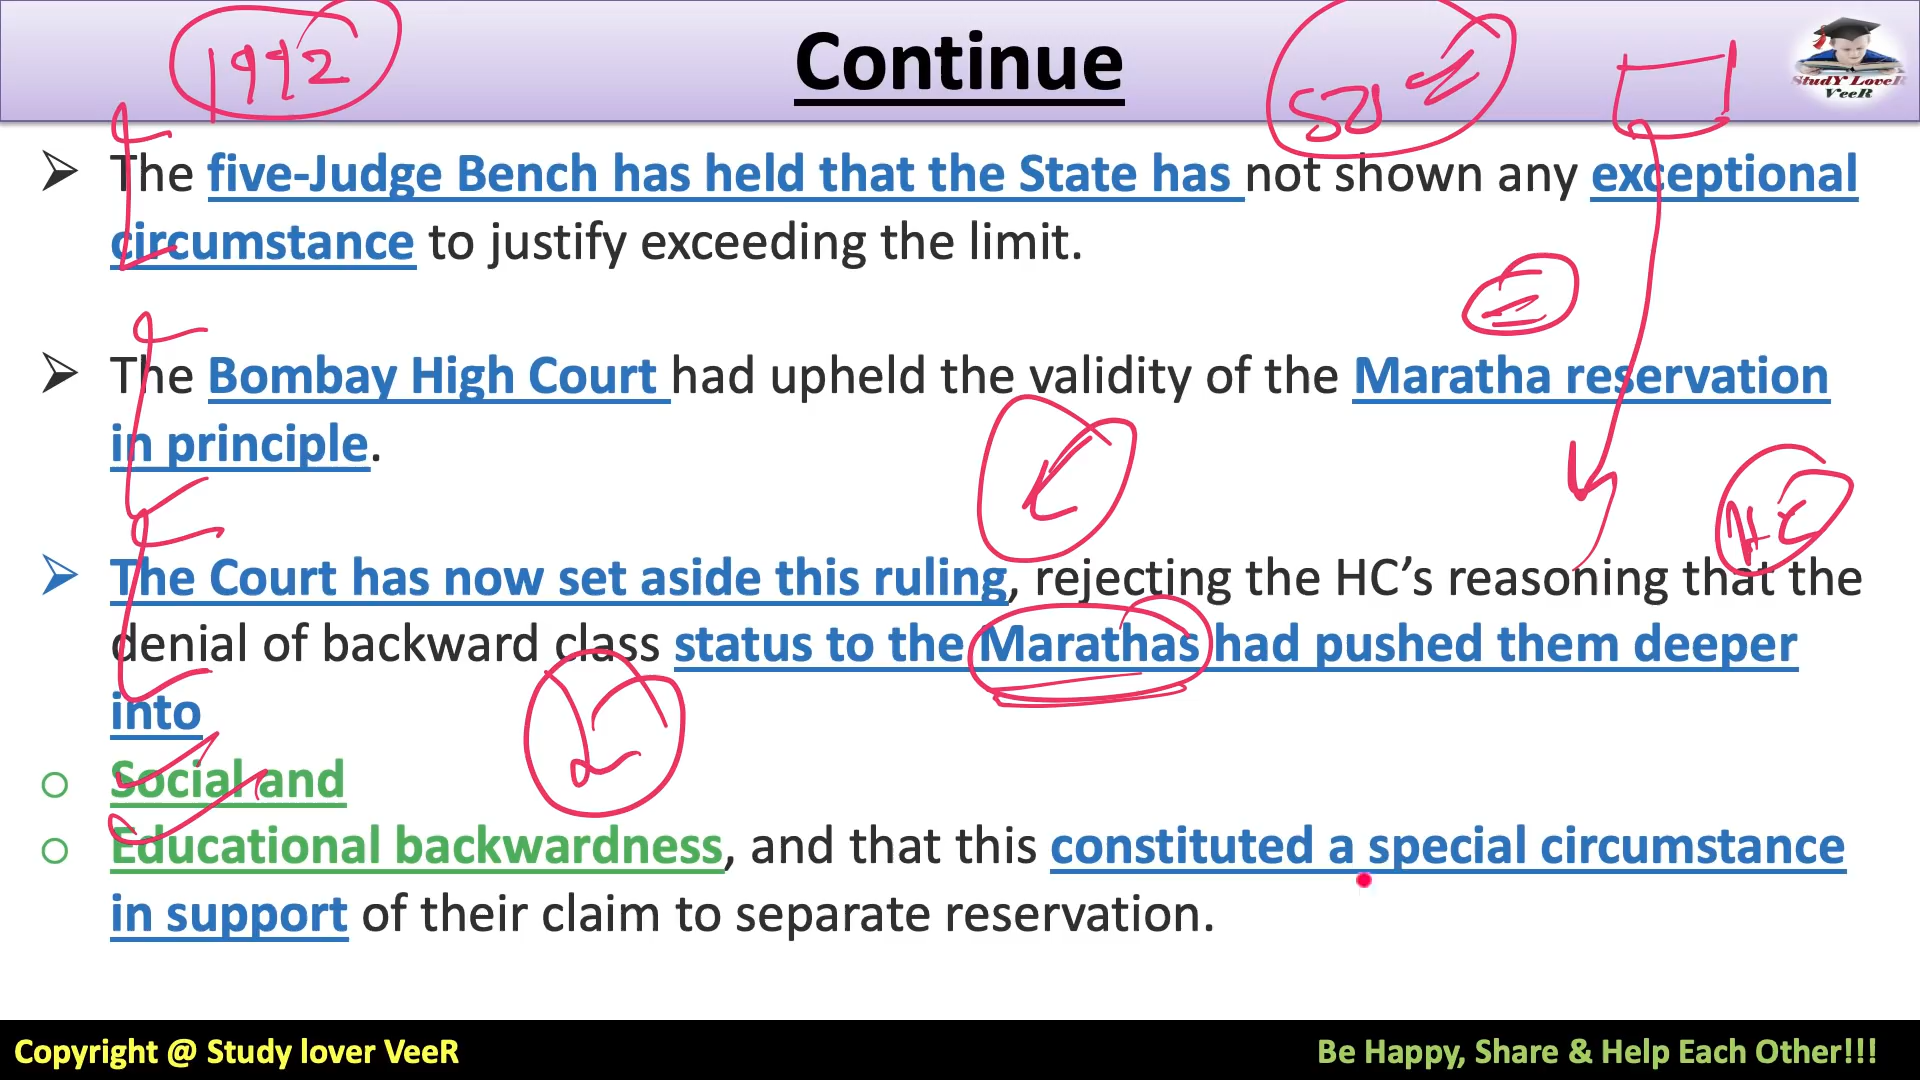 Continue
1992
StudY LoveR
VeeR
➢ The five-Judge Bench has held that the State has not shown any exceptional
circumstance to justify exceeding the limit.
➢ The Bombay High Court had upheld the validity of the Maratha reservation
in principle.
HC
➢ The Court has now set aside this ruling, rejecting the HC’s reasoning that the
denial of backward class status to the Marathas had pushed them deeper
into
o Social and
o Educational backwardness, and that this constituted a special circumstance
in support of their claim to separate reservation.
Copyright @ Study lover VeeR
Be Happy, Share & Help Each Other!!!